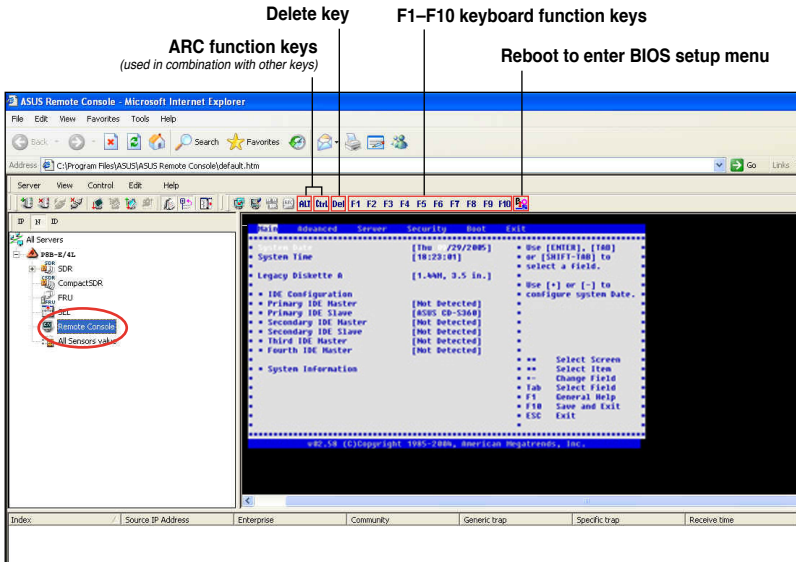 Delete key
F1–F10 keyboard function keys
ARC function keys
(used in combination with other keys)
Reboot to enter BIOS setup menu
ASUS Remote Console - Microsoft Internet Explorer
File Edit View Favorites Tools Help
Back Search Favorites
Address C:\Program Files\ASUS\ASUS Remote Console\default.htm Go Links
Server View Control Edit Help
ALT Ctrl Del F1 F2 F3 F4 F5 F6 F7 F8 F9 F10
IP N ID
All Servers
P5B-E/4L
SDR
CompactSDR
FRU
SEL
Remote Console
All Sensors value
Main Advanced Server Security Boot Exit
System Date [Thu /29/2005]
System Time [18:23:01]
Legacy Diskette A [1.44M, 3.5 in.]
IDE Configuration
Primary IDE Master [Not Detected]
Primary IDE Slave [ASUS CD-S360]
Secondary IDE Master [Not Detected]
Secondary IDE Slave [Not Detected]
Third IDE Master [Not Detected]
Fourth IDE Master [Not Detected]
System Information
Use [ENTER], [TAB]
or [SHIFT-TAB] to
select a field.
Use [+] or [-] to
configure system Date.
Select Screen
Select Item
+- Change Field
Tab Select Field
F1 General Help
F10 Save and Exit
ESC Exit
v02.58 (C)Copyright 1985-2004, American Megatrends, Inc.
Index Source IP Address Enterprise Community Generic trap Specific trap Receive time